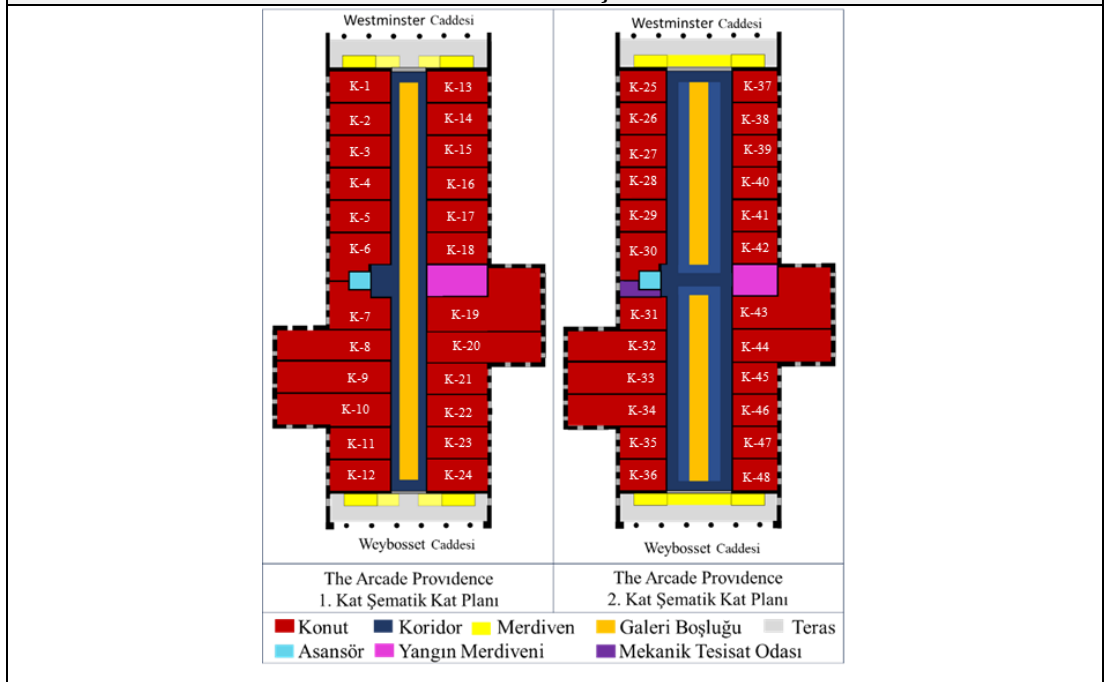 Westminster Caddesi
K-1
K-2
K-3
K-4
K-5
K-6
K-7
K-8
K-9
K-10
K-11
K-12
K-13
K-14
K-15
K-16
K-17
K-18
K-19
K-20
K-21
K-22
K-23
K-24
Weybosset Caddesi
The Arcade Provıdence
1. Kat Şematik Kat Planı
Westminster Caddesi
K-25
K-26
K-27
K-28
K-29
K-30
K-31
K-32
K-33
K-34
K-35
K-36
K-37
K-38
K-39
K-40
K-41
K-42
K-43
K-44
K-45
K-46
K-47
K-48
Weybosset Caddesi
The Arcade Provıdence
2. Kat Şematik Kat Planı
Konut Koridor Merdiven Galeri Boşluğu Teras
Asansör Yangın Merdiveni Mekanik Tesisat Odası